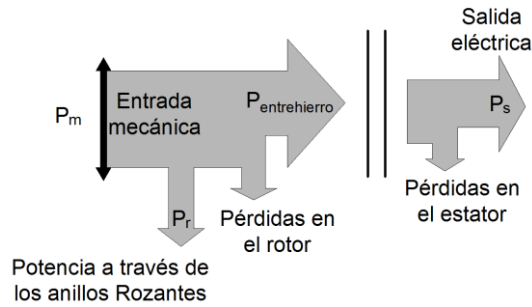 Salida
eléctrica
Entrada
mecánica
Pm
Pentrehierro
Ps
Pr
Pérdidas en
el rotor
Pérdidas en
el estator
Potencia a través de
los anillos Rozantes